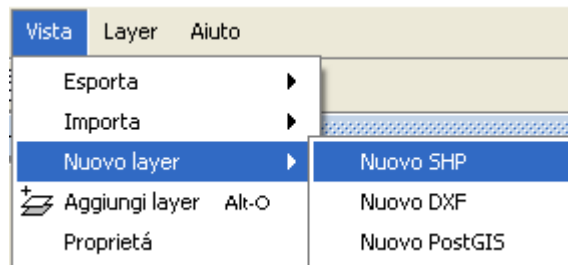 Vista Layer Aiuto
Esporta
Importa
Nuovo layer
Nuovo SHP
Aggiungi layer Alt-O
Nuovo DXF
Proprietá
Nuovo PostGIS